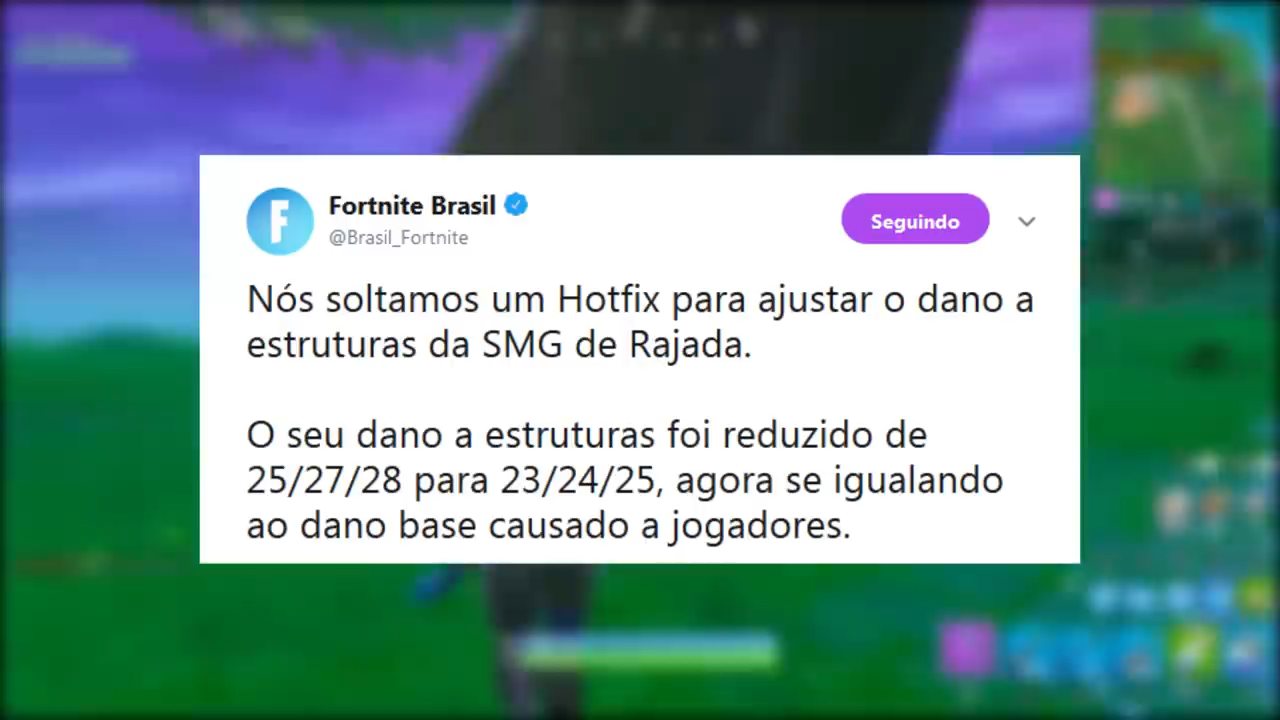 Fortnite Brasil
@Brasil_Fortnite
Seguindo
Nós soltamos um Hotfix para ajustar o dano a
estruturas da SMG de Rajada.
O seu dano a estruturas foi reduzido de
25/27/28 para 23/24/25, agora se igualando
ao dano base causado a jogadores.